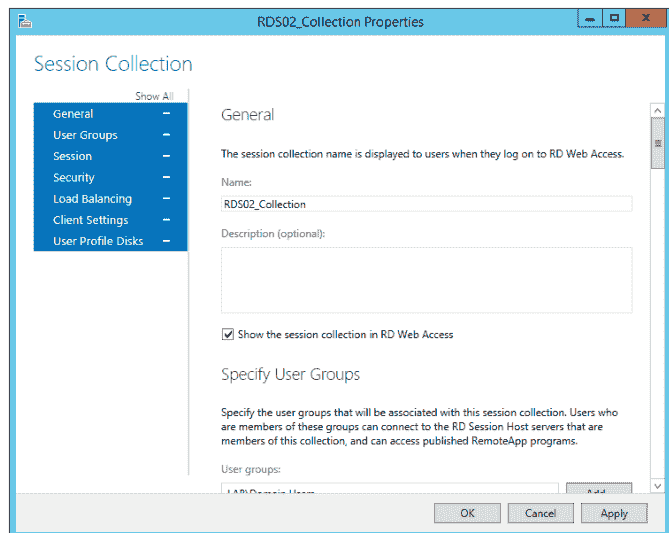 RDS02_Collection Properties
Session Collection
Show All
General
User Groups
Session
Security
Load Balancing
Client Settings
User Profile Disks
General
The session collection name is displayed to users when they log on to RD Web Access.
Name:
RDS02_Collection
Description (optional):
Show the session collection in RD Web Access
Specify User Groups
Specify the user groups that will be associated with this session collection. Users who
are members of these groups can connect to the RD Session Host servers that are
members of this collection, and can access published RemoteApp programs.
User groups:
LAB\Domain Users
Add...
OK
Cancel
Apply